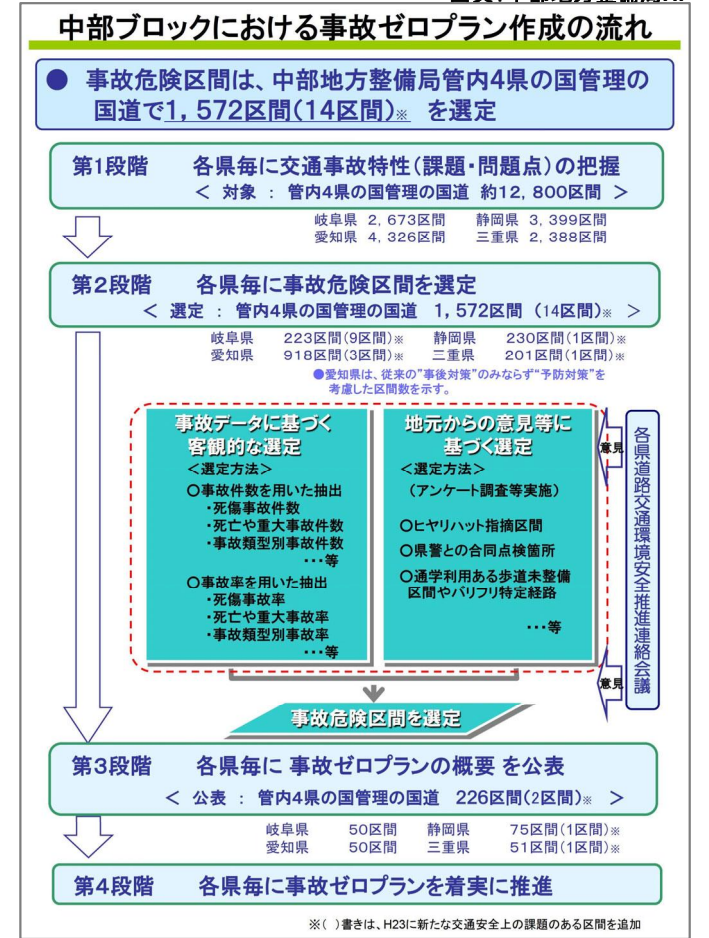 中部ブロックにおける事故ゼロプラン作成の流れ
● 事故危険区間は、中部地方整備局管内4県の国管理の
国道で1,572区間(14区間)※ を選定
第1段階 各県毎に交通事故特性(課題・問題点)の把握
< 対象 : 管内4県の国管理の国道 約12,800区間 >
岐阜県 2,673区間 静岡県 3,399区間
愛知県 4,326区間 三重県 2,388区間
第2段階 各県毎に事故危険区間を選定
< 選定 : 管内4県の国管理の国道 1,572区間 (14区間)※ >
岐阜県 223区間(9区間)※ 静岡県 230区間(1区間)※
愛知県 918区間(3区間)※ 三重県 201区間(1区間)※
●愛知県は、従来の"事後対策"のみならず"予防対策"を
考慮した区間数を示す。
事故データに基づく
客観的な選定
<選定方法>
○事故件数を用いた抽出
・死傷事故件数
・死亡や重大事故件数
・事故類型別事故件数
・・・等
○事故率を用いた抽出
・死傷事故率
・死亡や重大事故率
・事故類型別事故率
・・・等
地元からの意見等に
基づく選定
<選定方法>
(アンケート調査等実施)
○ヒヤリハット指摘区間
○県警との合同点検箇所
○通学利用ある歩道未整備
区間やバリフリ特定経路
・・・等
意見
意見
各県道路交通環境安全推進連絡会議
事故危険区間を選定
第3段階 各県毎に 事故ゼロプランの概要 を公表
< 公表 : 管内4県の国管理の国道 226区間(2区間)※ >
岐阜県 50区間 静岡県 75区間(1区間)※
愛知県 50区間 三重県 51区間(1区間)※
第4段階 各県毎に事故ゼロプランを着実に推進
※( )書きは、H23に新たな交通安全上の課題のある区間を追加